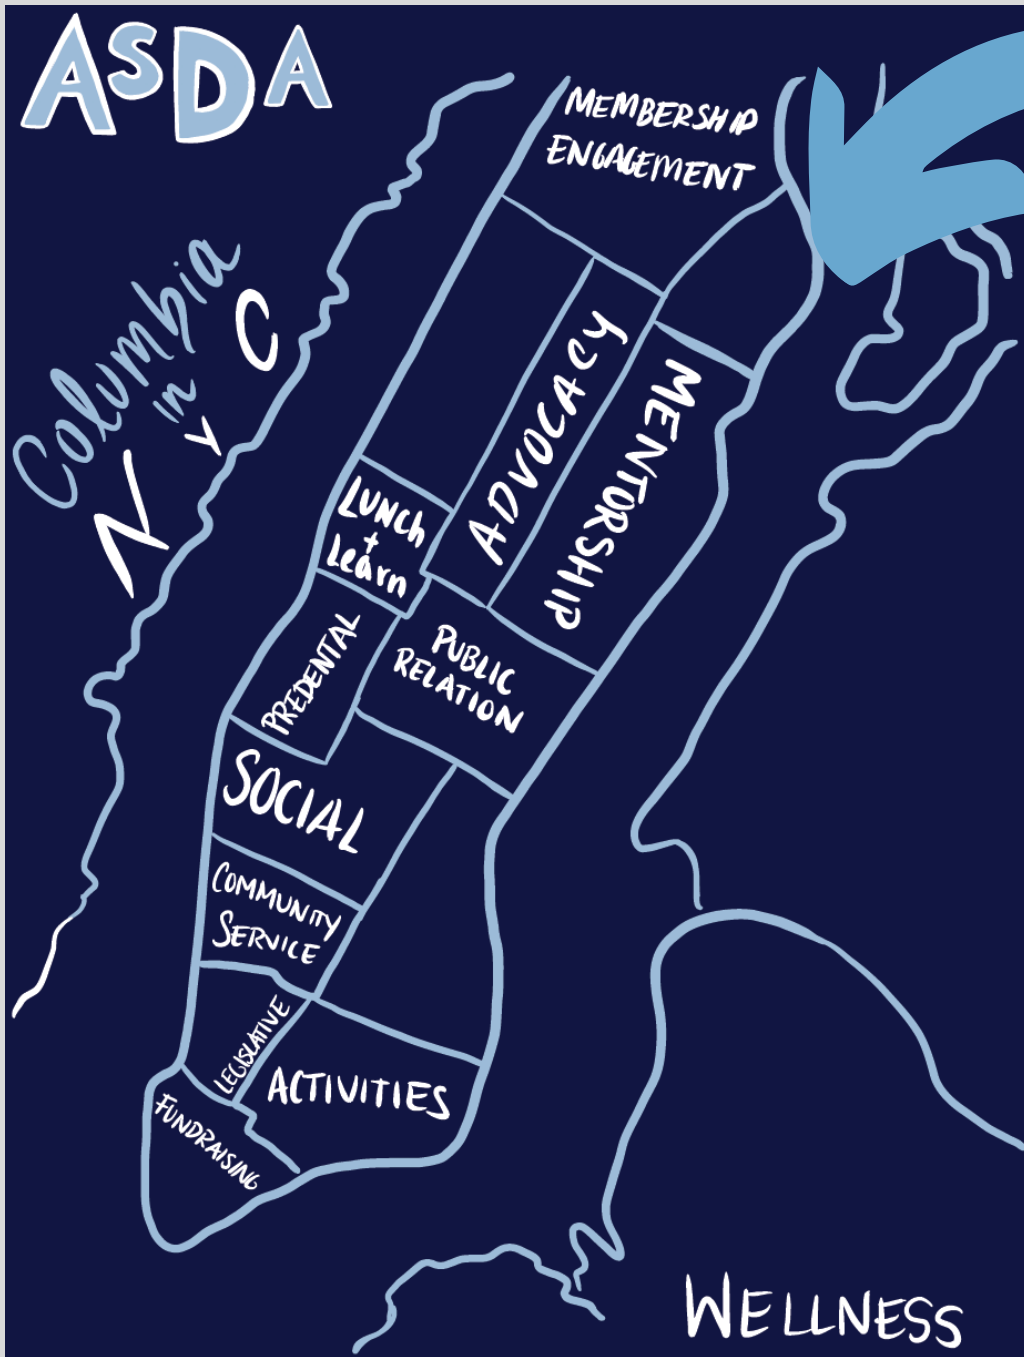 ASDA
Columbia
in
NYC
MEMBERSHIP
ENGAGEMENT
ADVOCACY
MENTORSHIP
LUNCh
+
Learn
PREDENTAL
PUBLIC
RELATION
SOCIAL
COMMUNITY
SERVICE
LEGISLATIVE
ACTIVITIES
FUNDRAISING
WELLNESS